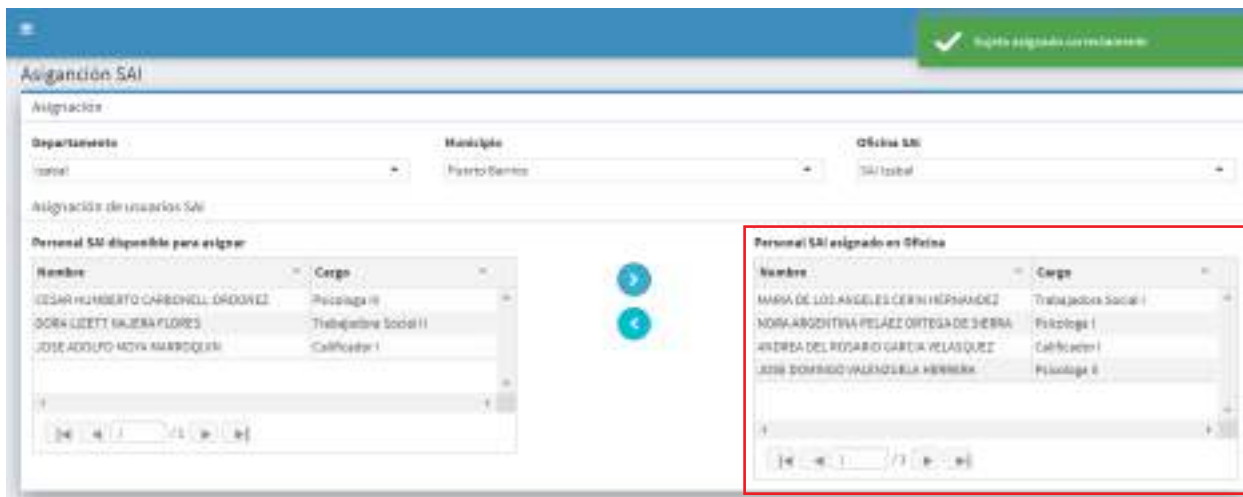 Sujeto asignado correctamente
Asiganción SAI
Asignación
Departamento Municipio Oficina SAI
Izabal Puerto Barrios SAI Izabal
Asignación de usuarios SAI
Personal SAI disponible para asignar Personal SAI asignado en Oficina
Nombre Cargo Nombre Cargo
CESAR HUMBERTO CARBONELL ORDOÑEZ Psicologa III MARIA DE LOS ANGELES CERIN HERNANDEZ Trabajadora Social I
DORA LIZETT NAJERA FLORES Trabajadora Social II NORA ARGENTINA PELAEZ ORTEGA DE SIERRA Psicologa I
JOSE ADOLFO MOYA MARROQUIN Calificador I ANDREA DEL ROSARIO GARCIA VELASQUEZ Calificador I
JOSE DOMINGO VALENZUELA HERRERA Psicologa II
1 / 1 1 / 1